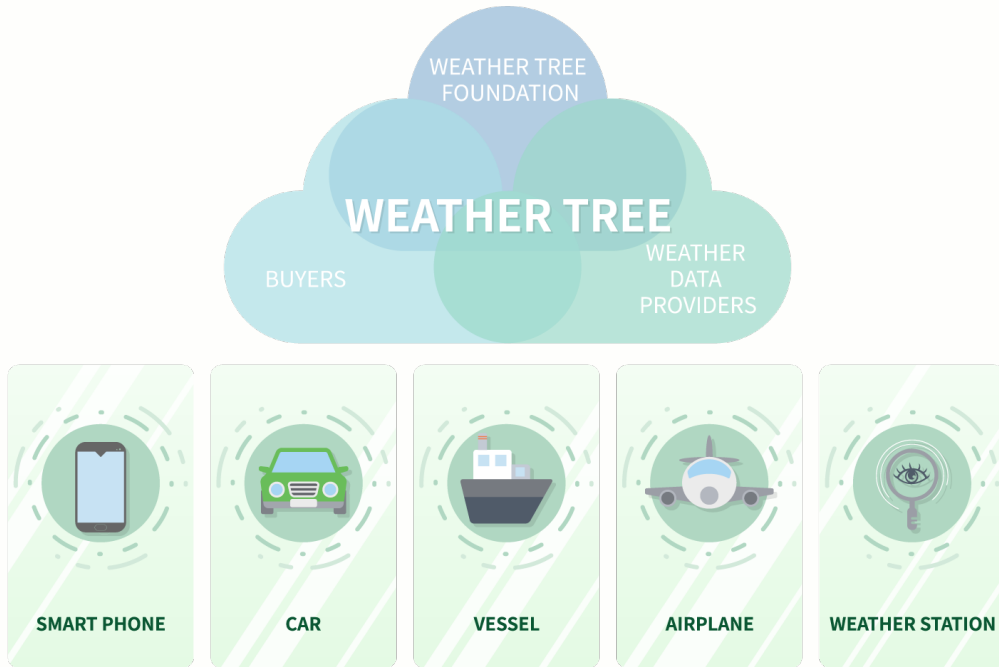 WEATHER TREE
FOUNDATION
WEATHER TREE
BUYERS
WEATHER
DATA
PROVIDERS
SMART PHONE
CAR
VESSEL
AIRPLANE
WEATHER STATION